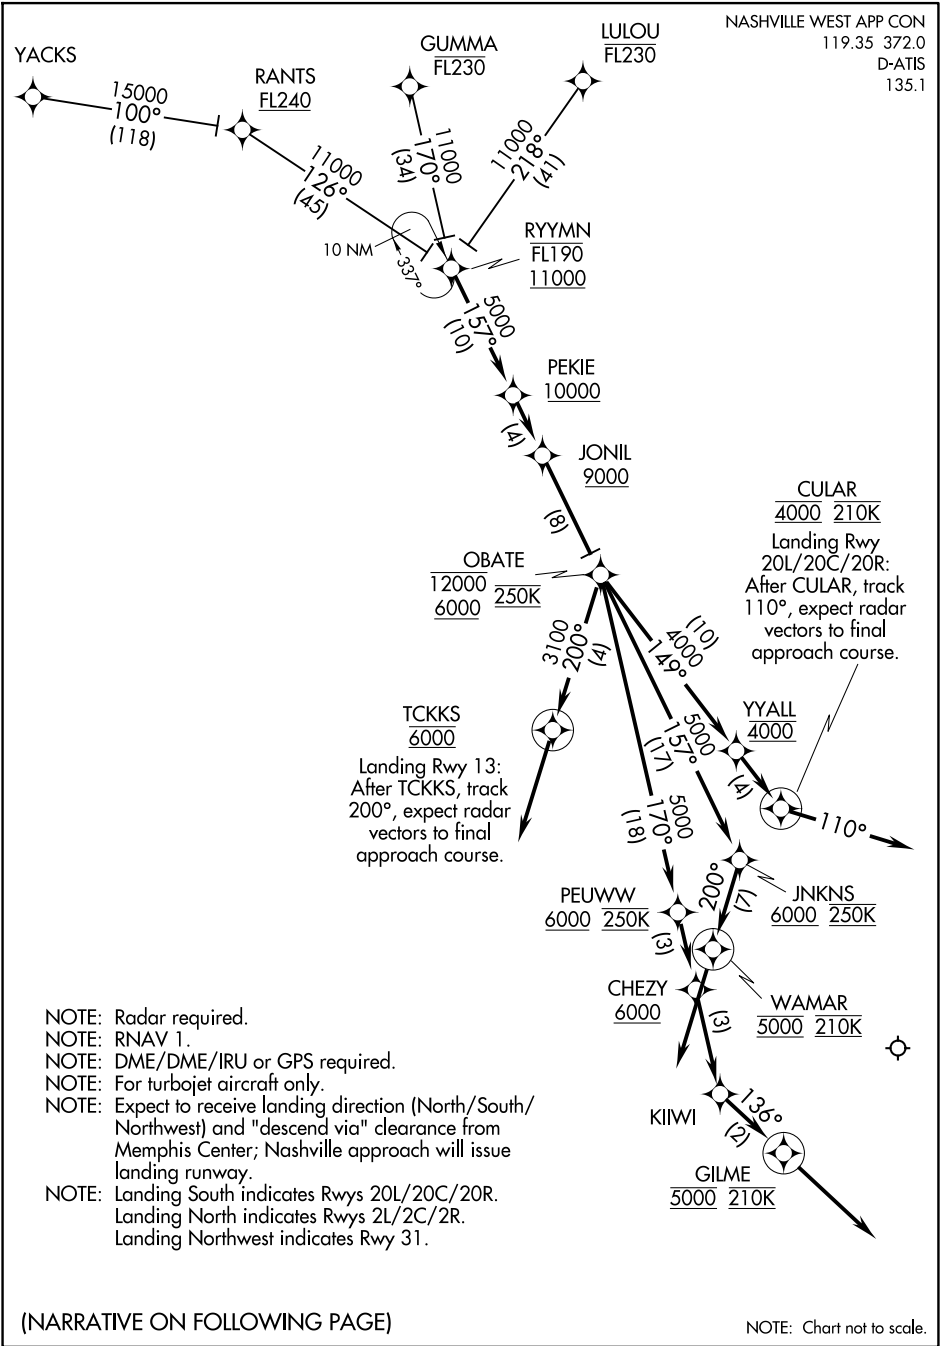 NASHVILLE WEST APP CON
119.35 372.0
D-ATIS
135.1
YACKS
RANTS
FL240
GUMMA
FL230
LULOU
FL230
15000
100°
(118)
11000
126°
(45)
11000
170°
(34)
11000
218°
(41)
10 NM
337°
RYYMN
FL190
11000
5000
157°
(10)
PEKIE
10000
(4)
JONIL
9000
(8)
OBATE
12000
6000 250K
CULAR
4000 210K
Landing Rwy
20L/20C/20R:
After CULAR, track
110°, expect radar
vectors to final
approach course.
3100
200°
(4)
(10)
4000
149°
5000
157°
(17)
5000
170°
(18)
TCKKS
6000
Landing Rwy 13:
After TCKKS, track
200°, expect radar
vectors to final
approach course.
YYALL
4000
(4)
110°
200°
(7)
JNKNS
6000 250K
PEUWW
6000 250K
(3)
CHEZY
6000
WAMAR
5000 210K
(3)
KIIWI
136°
(2)
GILME
5000 210K
NOTE: Radar required.
NOTE: RNAV 1.
NOTE: DME/DME/IRU or GPS required.
NOTE: For turbojet aircraft only.
NOTE: Expect to receive landing direction (North/South/
Northwest) and "descend via" clearance from
Memphis Center; Nashville approach will issue
landing runway.
NOTE: Landing South indicates Rwys 20L/20C/20R.
Landing North indicates Rwys 2L/2C/2R.
Landing Northwest indicates Rwy 31.
(NARRATIVE ON FOLLOWING PAGE)
NOTE: Chart not to scale.